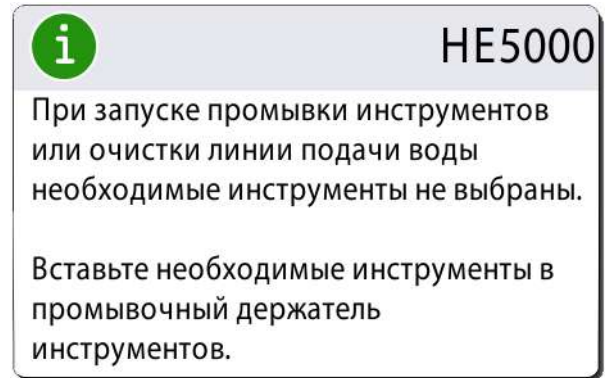 i
HE5000
При запуске промывки инструментов
или очистки линии подачи воды
необходимые инструменты не выбраны.
Вставьте необходимые инструменты в
промывочный держатель
инструментов.